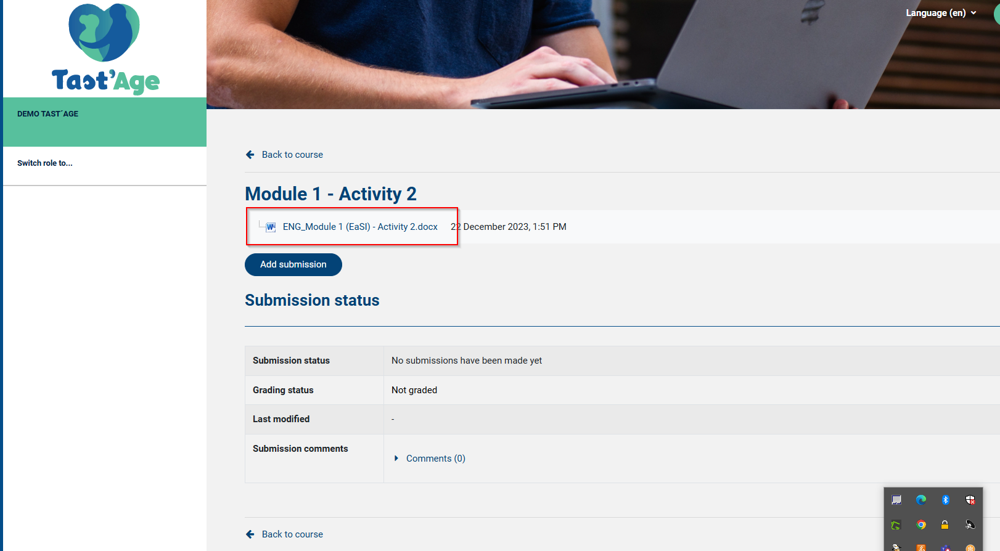 Language (en)
Tast'Age
DEMO TAST´AGE
Switch role to...
Back to course
Module 1 - Activity 2
ENG_Module 1 (EaSI) - Activity 2.docx 22 December 2023, 1:51 PM
Add submission
Submission status
Submission status No submissions have been made yet
Grading status Not graded
Last modified -
Submission comments Comments (0)
Back to course